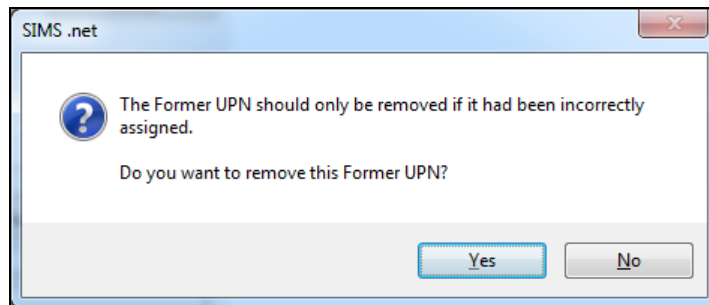 SIMS .net
The Former UPN should only be removed if it had been incorrectly
assigned.
Do you want to remove this Former UPN?
Yes
No